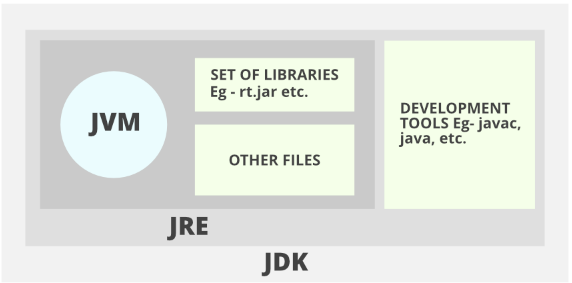 JVM
SET OF LIBRARIES
Eg - rt.jar etc.
OTHER FILES
DEVELOPMENT
TOOLS Eg- javac,
java, etc.
JRE
JDK